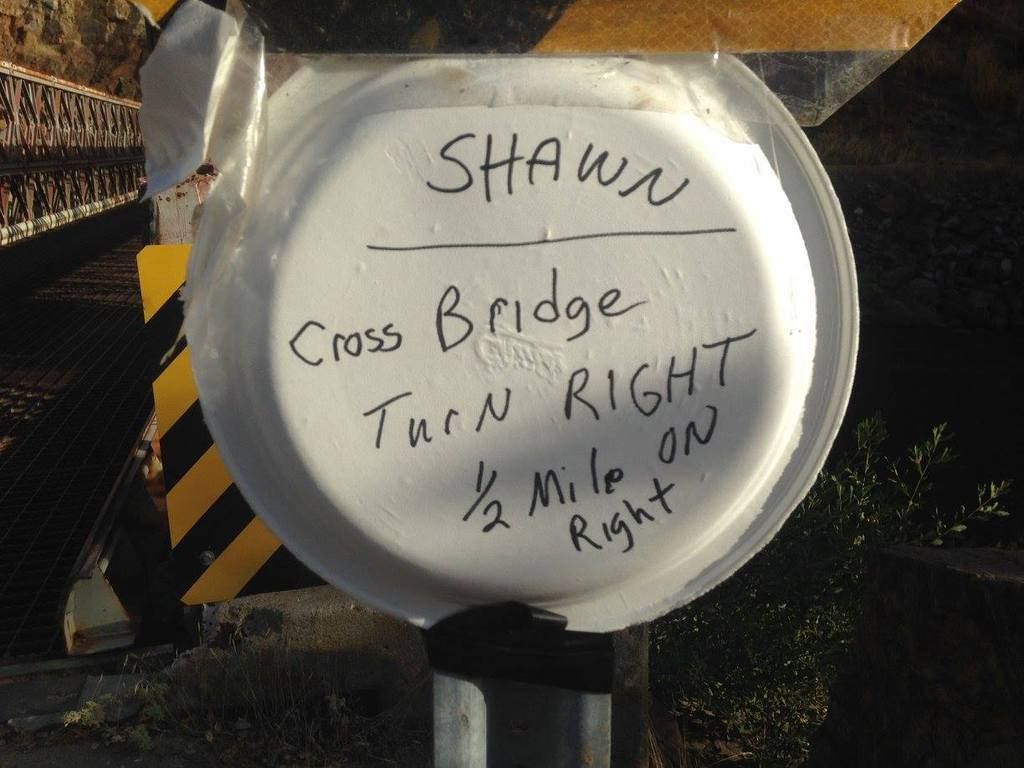 SHAWN
Cross Bridge
Turn RIGHT
1/2 Mile ON
Right